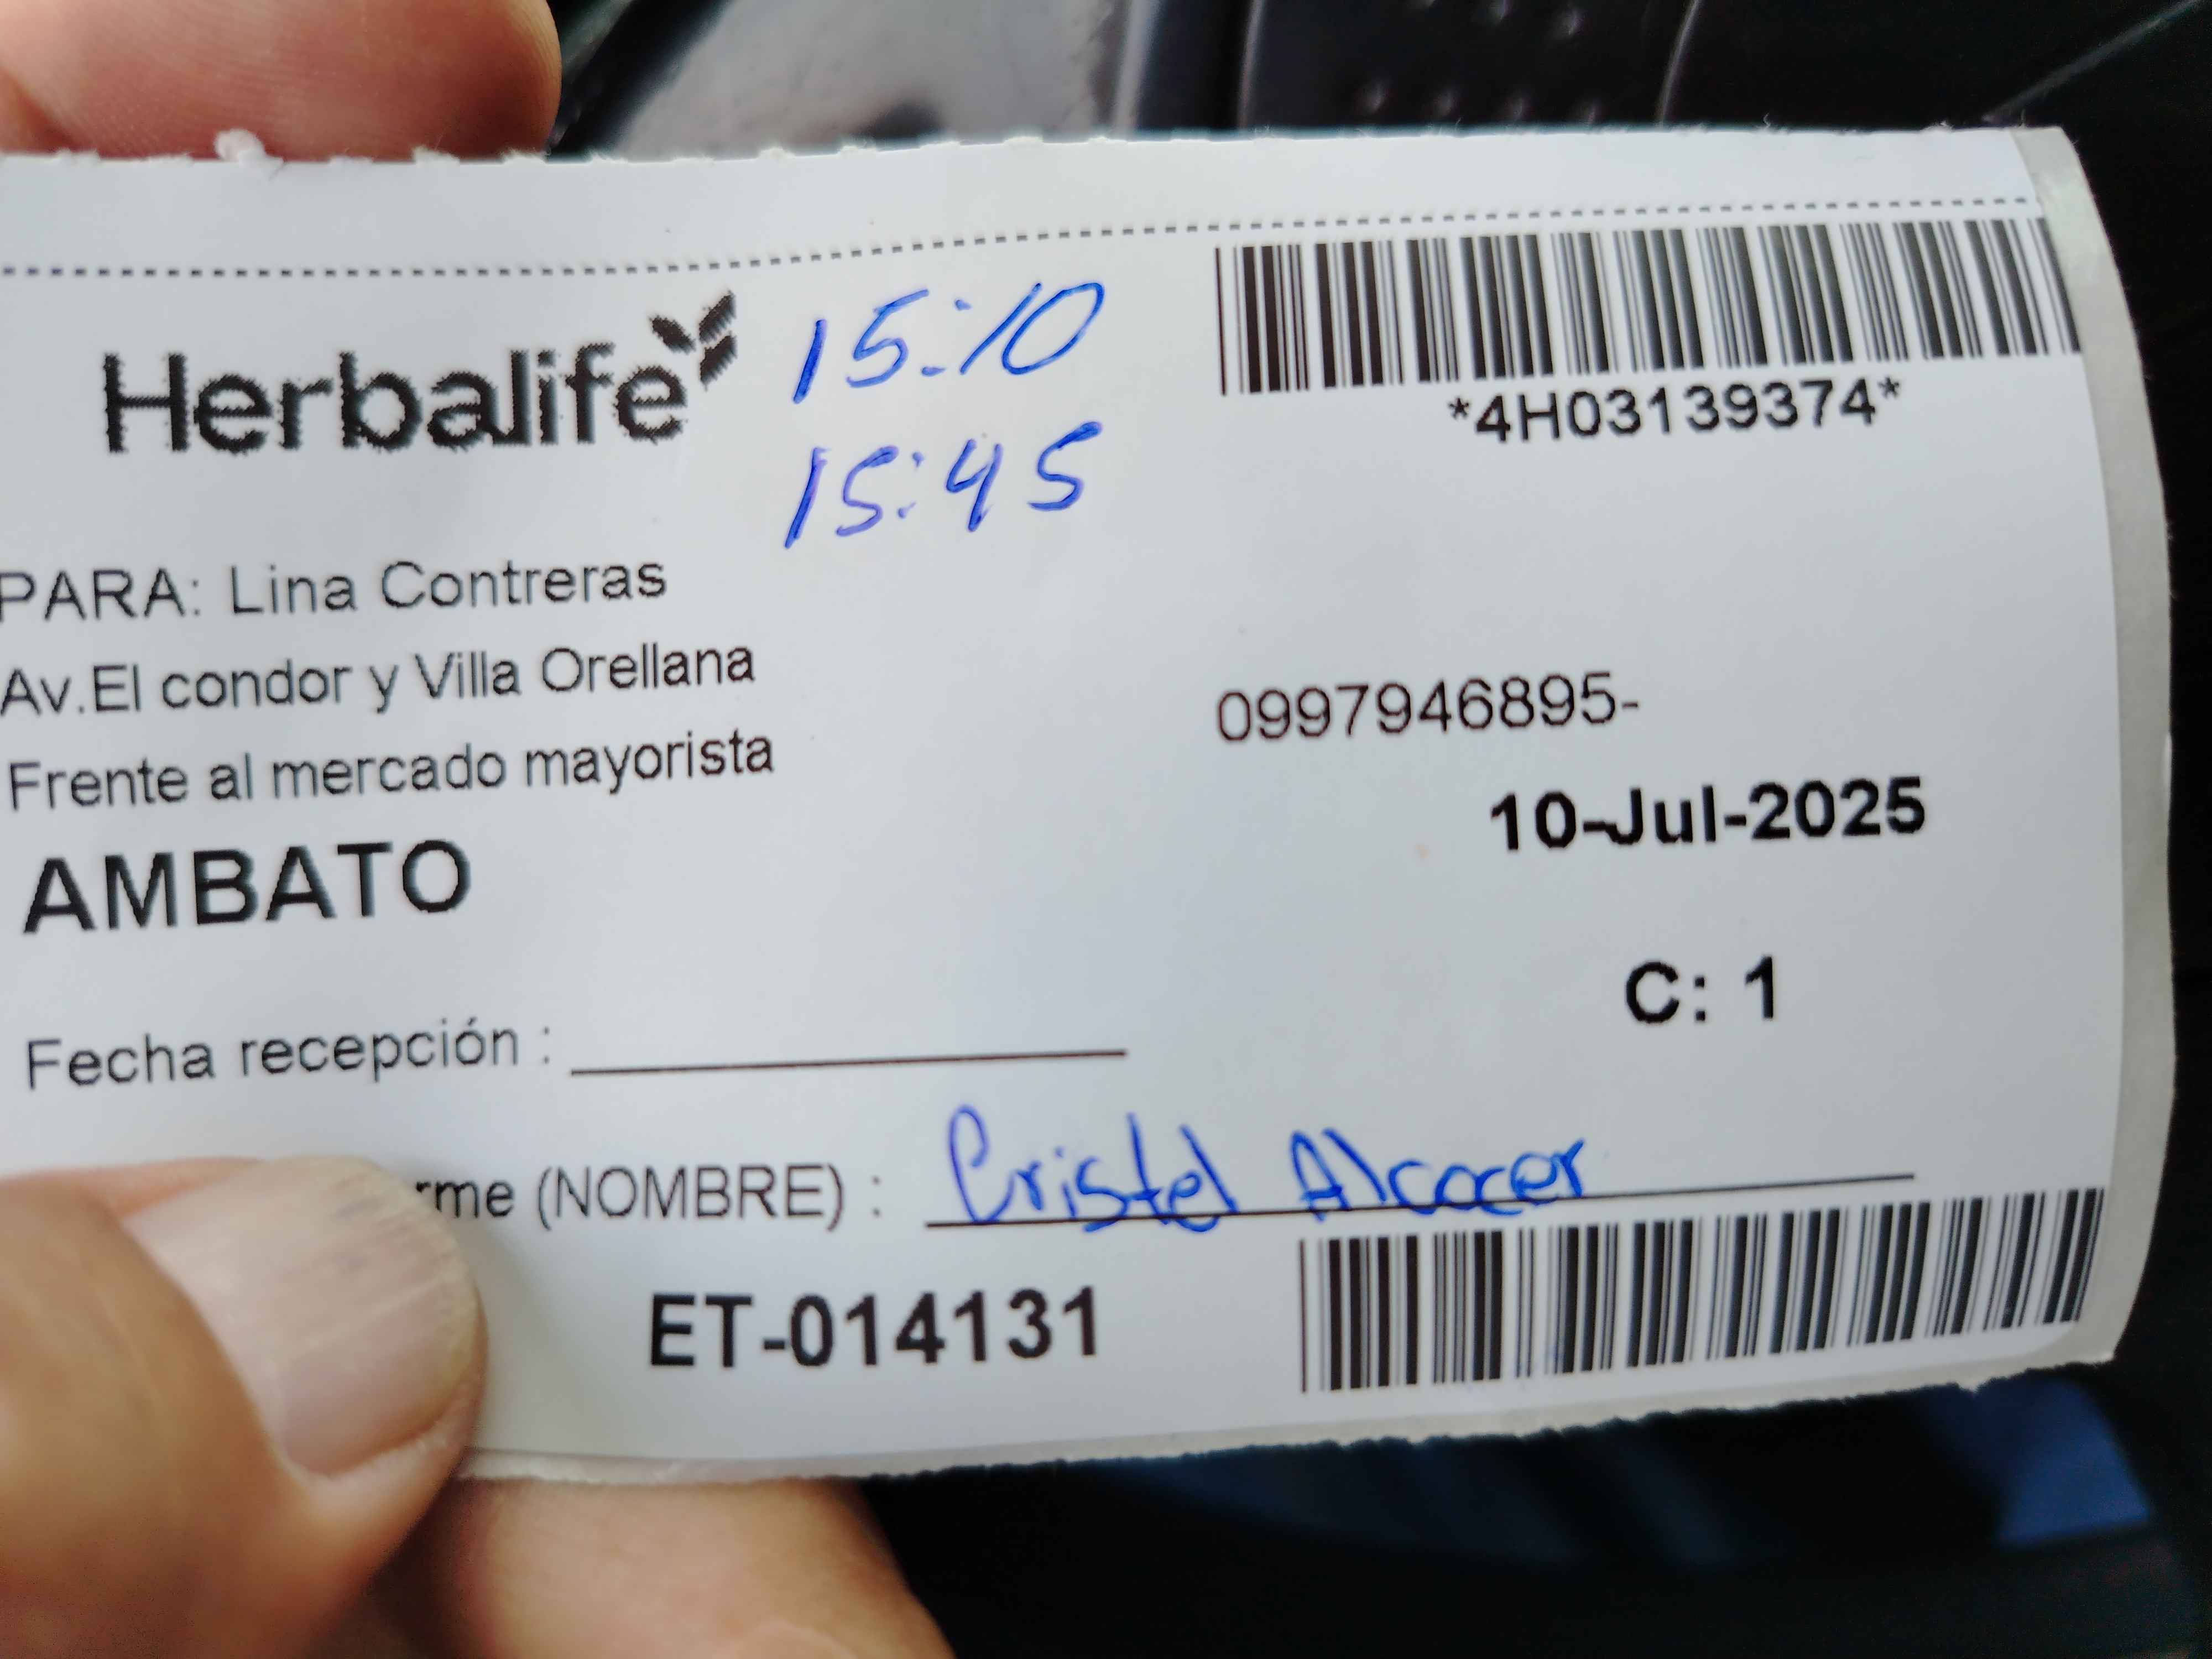 Herbalife
15:10
15:45
*4H03139374*
PARA: Lina Contreras
Av.El condor y Villa Orellana
0997946895-
Frente al mercado mayorista
10-Jul-2025
AMBATO
C: 1
Fecha recepción :
(NOMBRE) : Cristel Alcocer
ET-014131